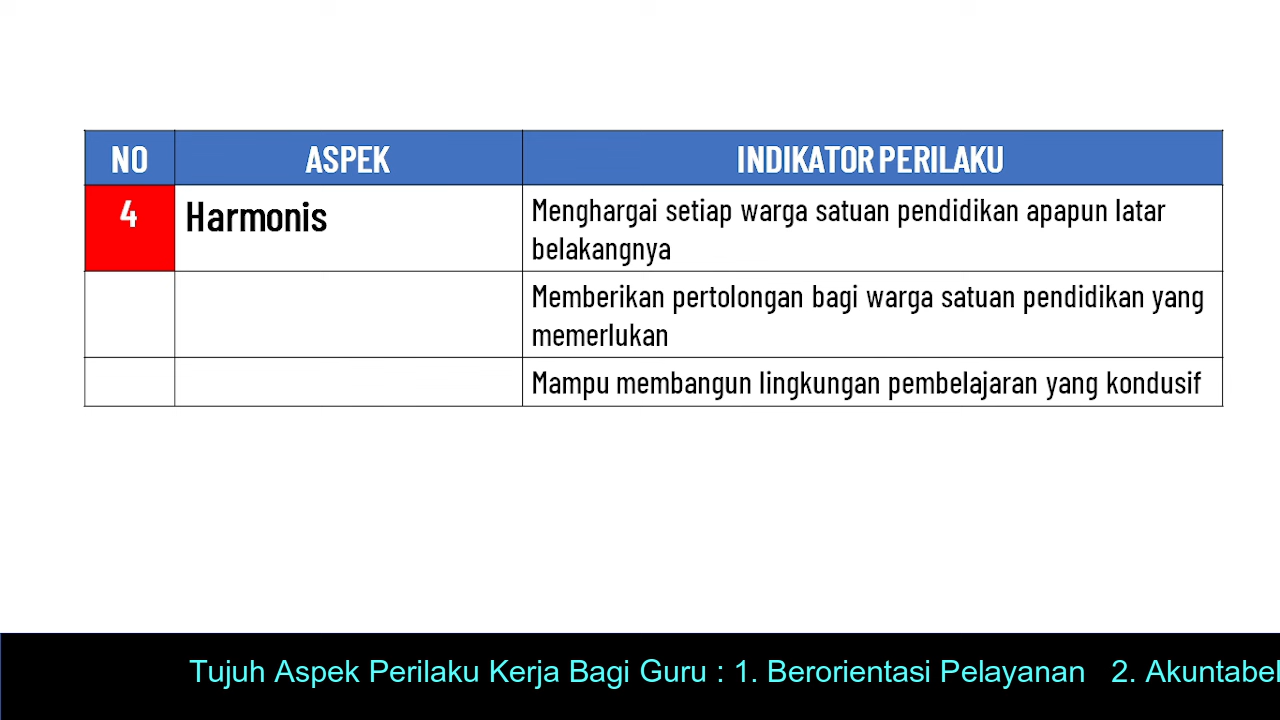 NO ASPEK INDIKATOR PERILAKU
4 Harmonis Menghargai setiap warga satuan pendidikan apapun latar
belakangnya
Memberikan pertolongan bagi warga satuan pendidikan yang
memerlukan
Mampu membangun lingkungan pembelajaran yang kondusif
Tujuh Aspek Perilaku Kerja Bagi Guru : 1. Berorientasi Pelayanan 2. Akuntabel